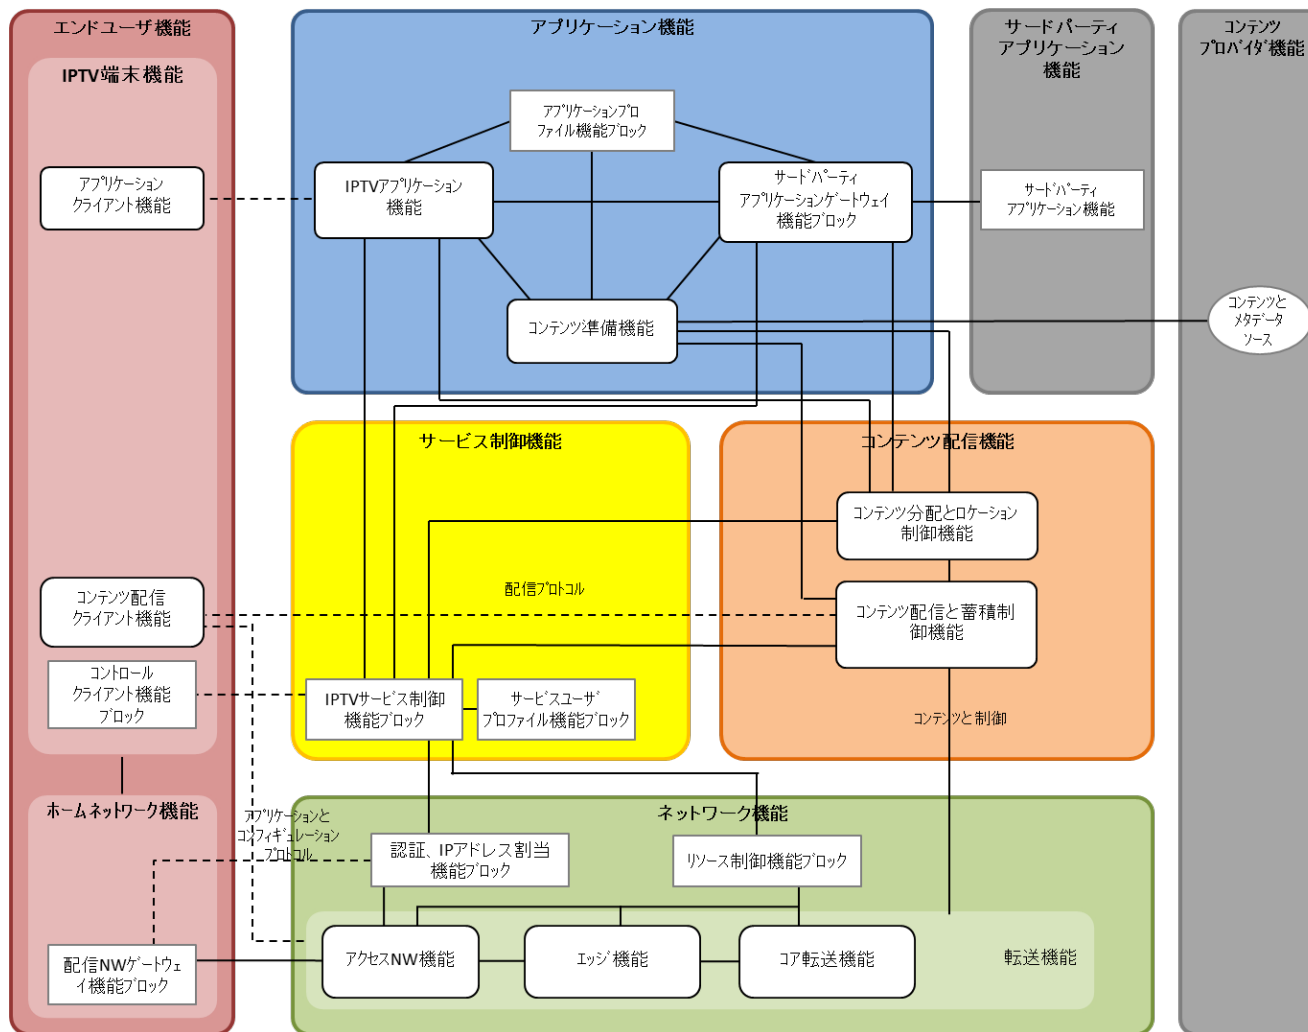 エンドユーザ機能
IPTV端末機能
アプリケーション
クライアント機能
コンテンツ配信
クライアント機能
コントロール
クライアント機能
ブロック
ホームネットワーク機能
配信NWゲートウェ
イ機能ブロック
アプリケーション機能
アプリケーションプロ
ファイル機能ブロック
IPTVアプリケーション
機能
サードパーティ
アプリケーションゲートウェイ
機能ブロック
コンテンツ準備機能
サードパーティ
アプリケーション
機能
サードパーティ
アプリケーション機能
コンテンツ
プロバイダ機能
コンテンツと
メタデータ
ソース
サービス制御機能
配信プロトコル
IPTVサービス制御
機能ブロック
サービスユーザ
プロファイル機能ブロック
コンテンツ配信機能
コンテンツ分配とロケーション
制御機能
コンテンツ配信と蓄積制
御機能
コンテンツと制御
アプリケーションと
コンフィギュレーション
プロトコル
ネットワーク機能
認証、IPアドレス割当
機能ブロック
リソース制御機能ブロック
アクセスNW機能
エッジ機能
コア転送機能
転送機能